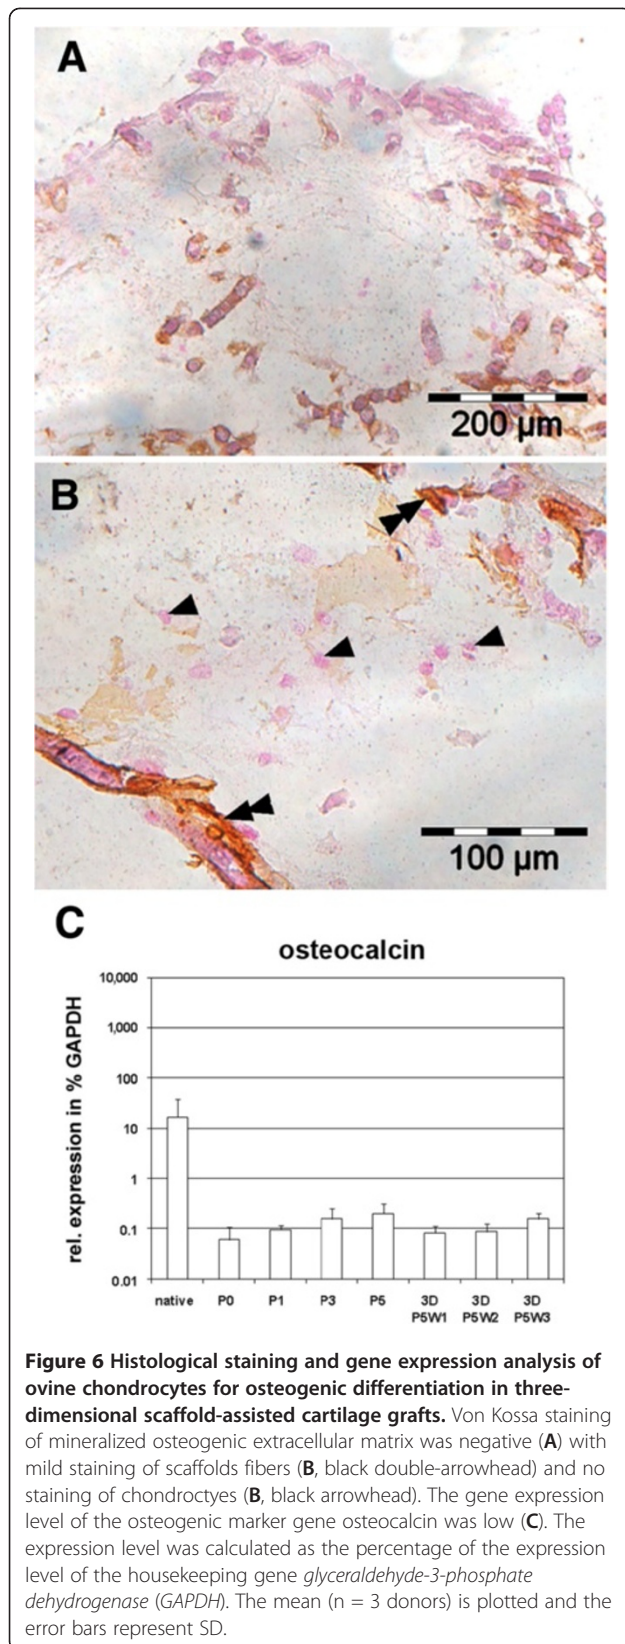 A
200 µm
B
100 µm
C
osteocalcin
rel. expression in % GAPDH
10,000
1,000
100
10
1
0.1
0.01
native P0 P1 P3 P5 3D 3D 3D
P5W1 P5W2 P5W3
Figure 6 Histological staining and gene expression analysis of
ovine chondrocytes for osteogenic differentiation in three-
dimensional scaffold-assisted cartilage grafts. Von Kossa staining
of mineralized osteogenic extracellular matrix was negative (A) with
mild staining of scaffolds fibers (B, black double-arrowhead) and no
staining of chondroctyes (B, black arrowhead). The gene expression
level of the osteogenic marker gene osteocalcin was low (C). The
expression level was calculated as the percentage of the expression
level of the housekeeping gene glyceraldehyde-3-phosphate
dehydrogenase (GAPDH). The mean (n = 3 donors) is plotted and the
error bars represent SD.